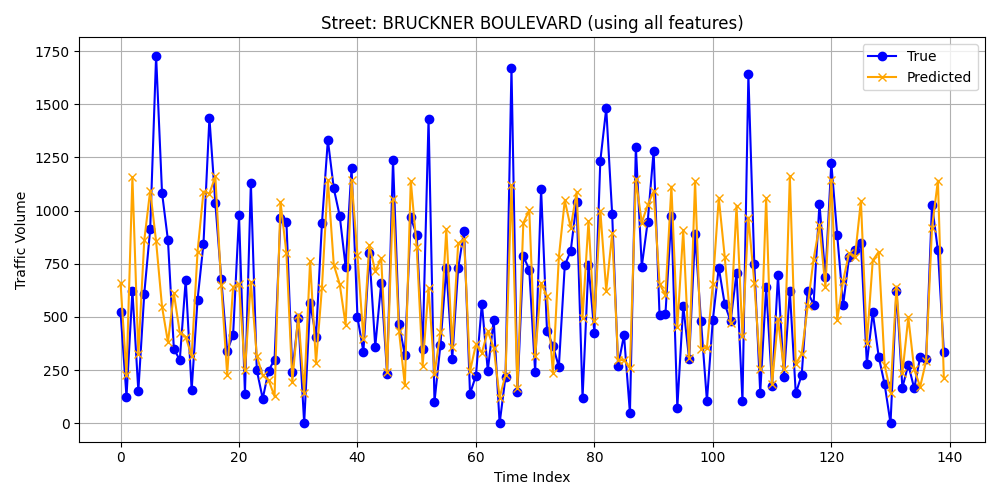 Street: BRUCKNER BOULEVARD (using all features)
True
Predicted
Traffic Volume
1750
1500
1250
1000
750
500
250
0
0 20 40 60 80 100 120 140
Time Index